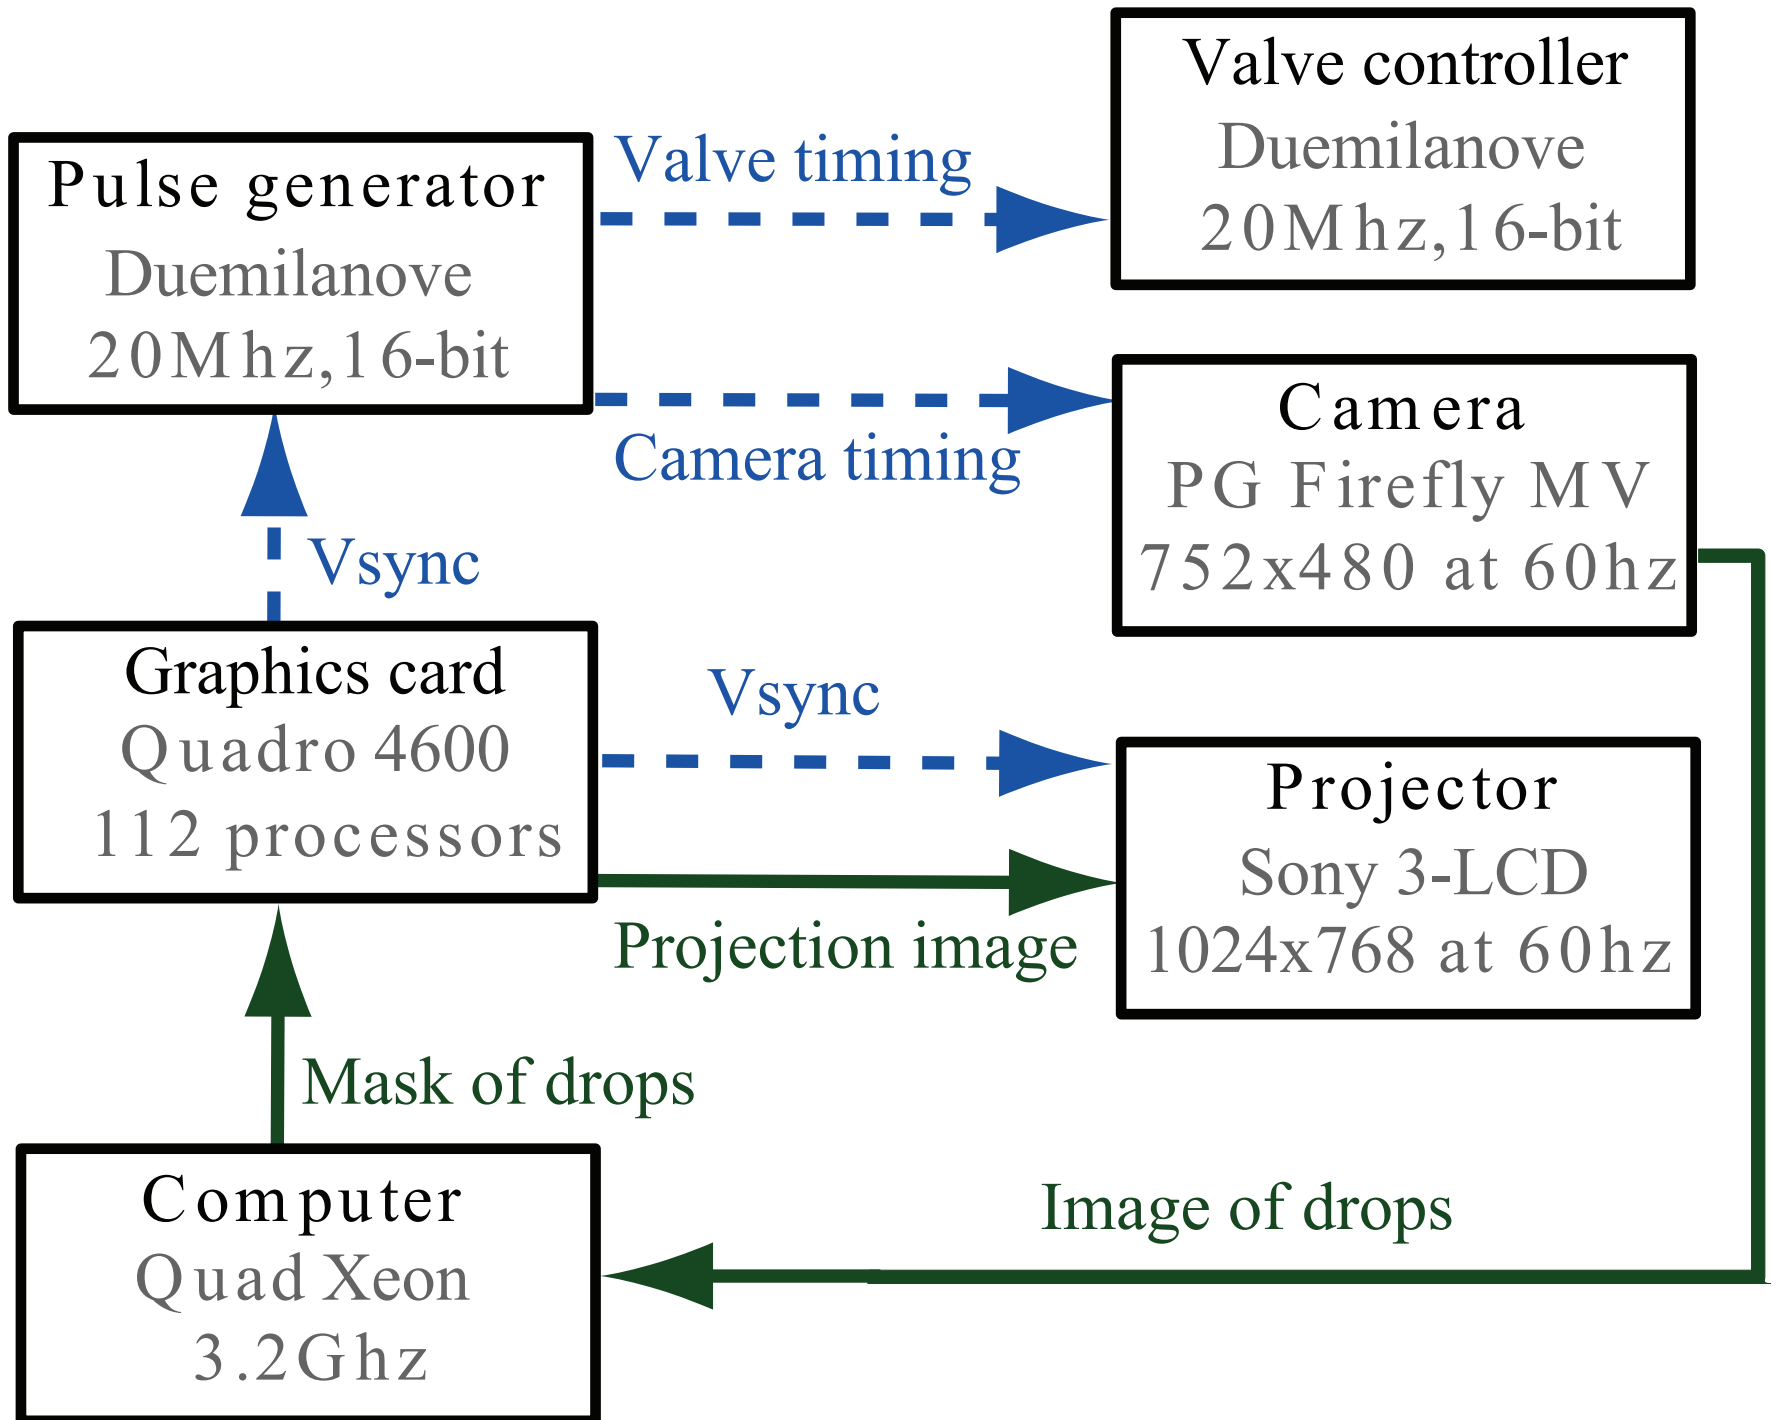 Valve controller
Duemilanove
20Mhz,16-bit
Pulse generator
Duemilanove
20Mhz,16-bit
Valve timing
Camera timing
Camera
PG Firefly MV
752x480 at 60hz
Vsync
Graphics card
Quadro 4600
112 processors
Vsync
Projection image
Projector
Sony 3-LCD
1024x768 at 60hz
Mask of drops
Computer
Quad Xeon
3.2Ghz
Image of drops